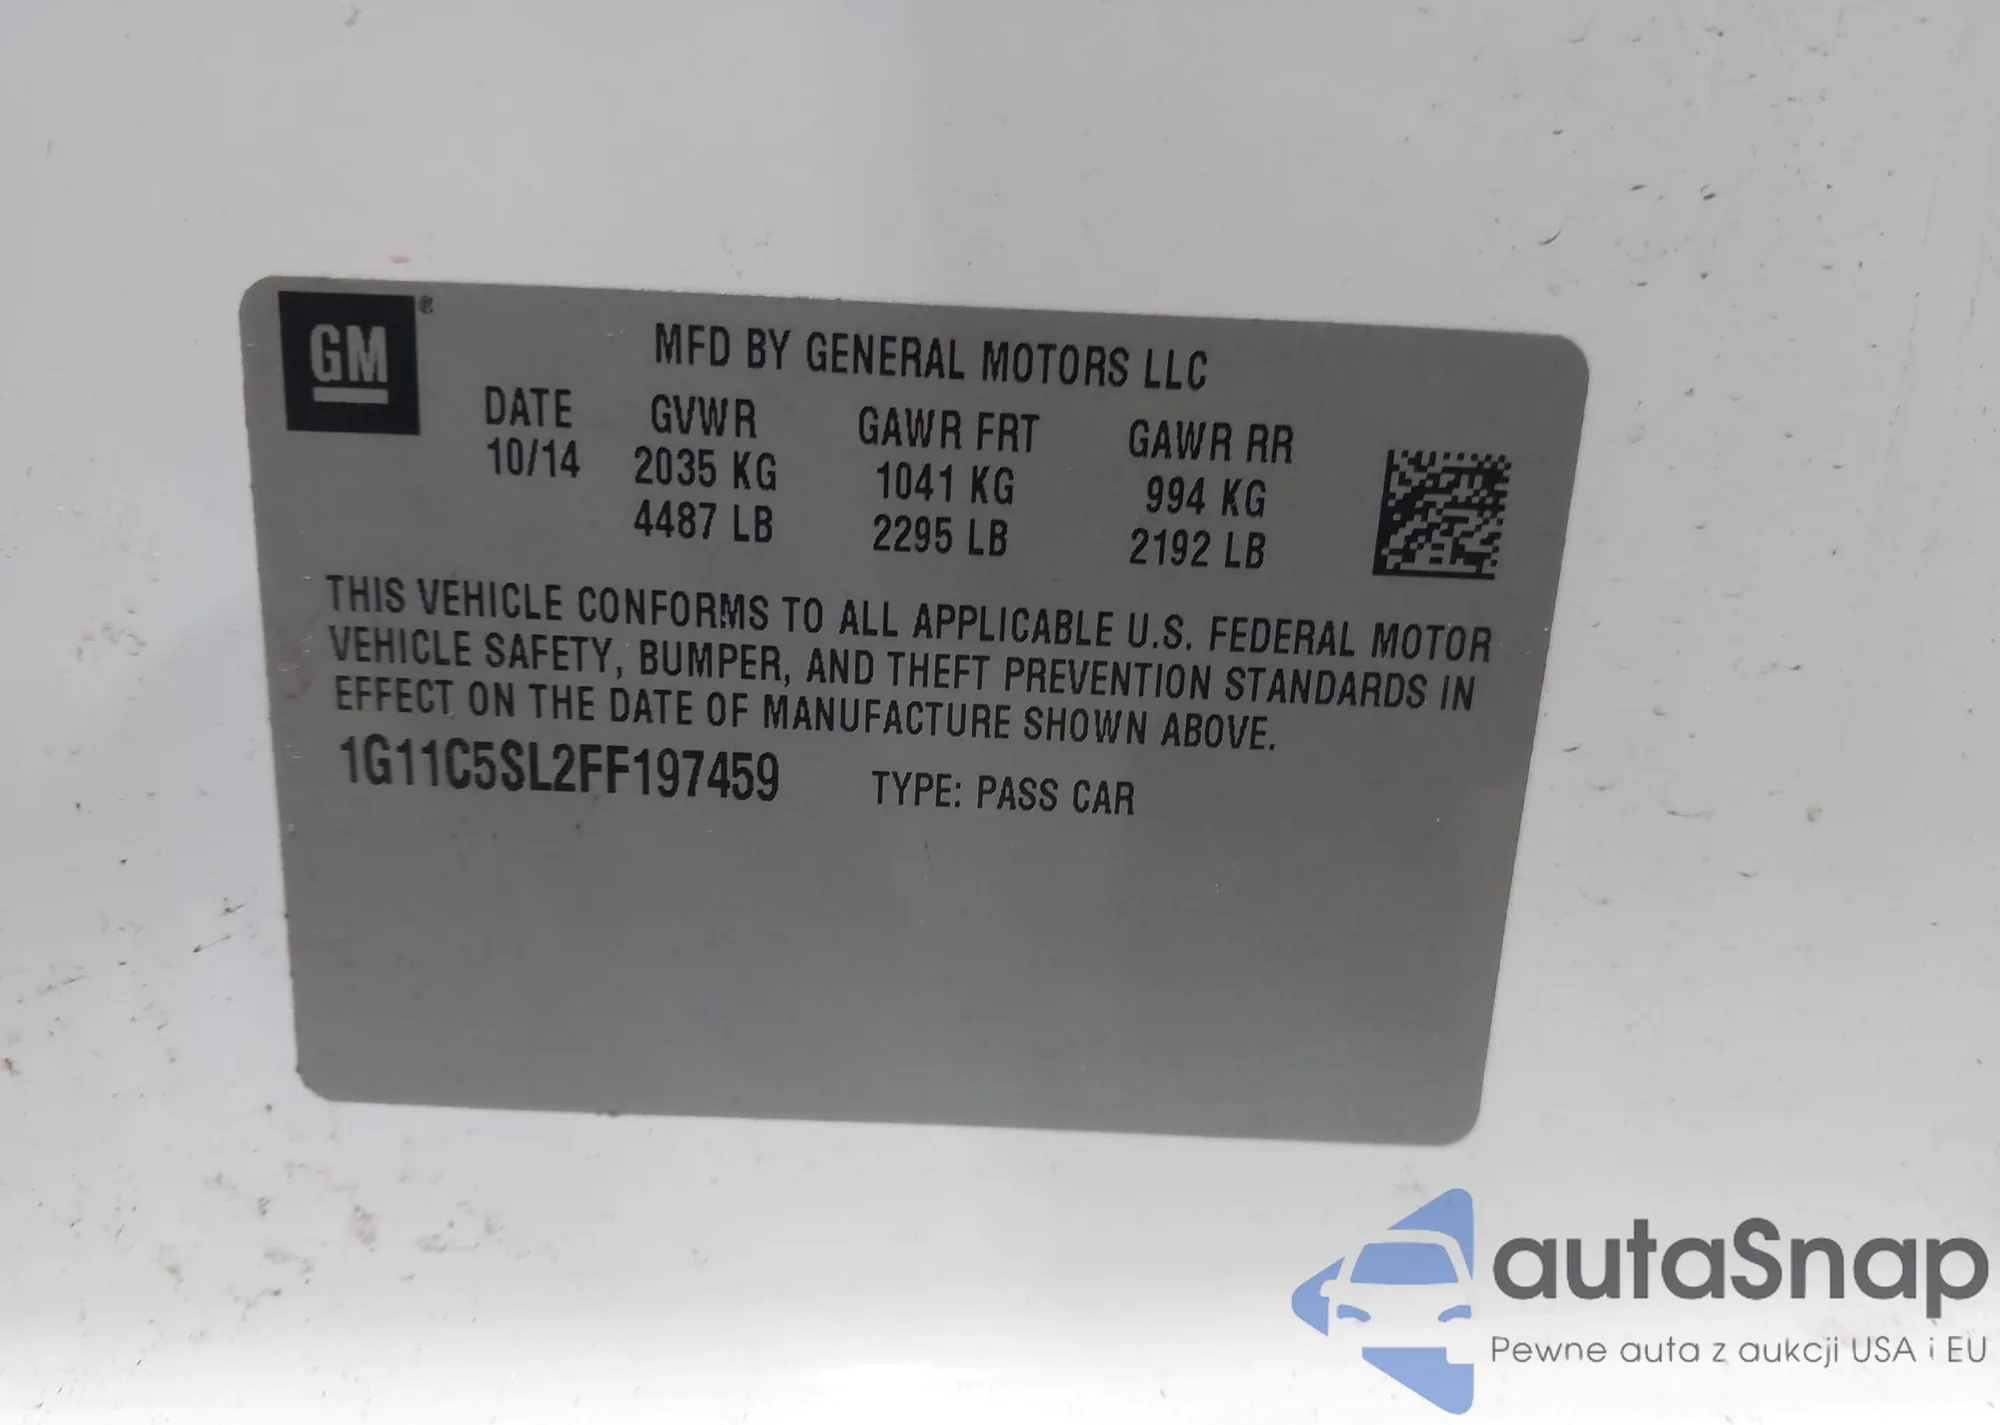 GM®
MFD BY GENERAL MOTORS LLC
DATE GVWR GAWR FRT GAWR RR
10/14 2035 KG 1041 KG 994 KG
4487 LB 2295 LB 2192 LB
THIS VEHICLE CONFORMS TO ALL APPLICABLE U.S. FEDERAL MOTOR
VEHICLE SAFETY, BUMPER, AND THEFT PREVENTION STANDARDS IN
EFFECT ON THE DATE OF MANUFACTURE SHOWN ABOVE.
1G11C5SL2FF197459 TYPE: PASS CAR
autaSnap
Pewne auta z aukcji USA i EU